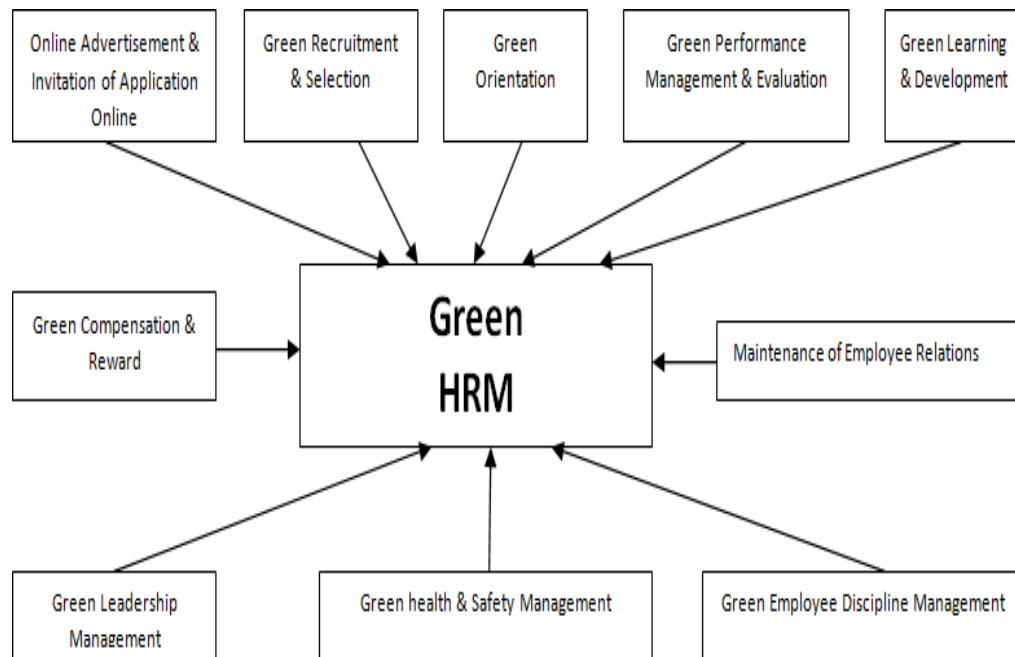 Online Advertisement &
Invitation of Application
Online
Green Recruitment
& Selection
Green
Orientation
Green Performance
Management & Evaluation
Green Learning
& Development
Green Compensation &
Reward
Green
HRM
Maintenance of Employee Relations
Green Leadership
Management
Green health & Safety Management
Green Employee Discipline Management